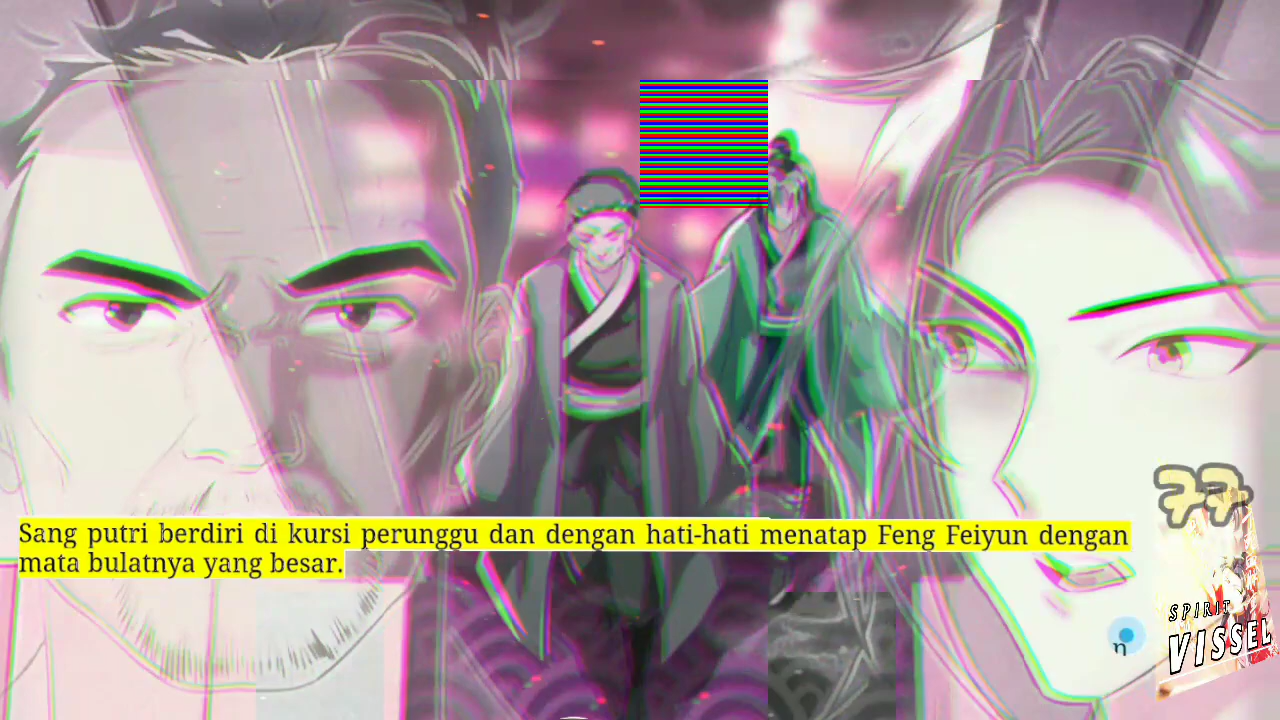 Sang putri berdiri di kursi perunggu dan dengan hati-hati menatap Feng Feiyun dengan
mata bulatnya yang besar.
77
n
SPIRIT
VISSEL